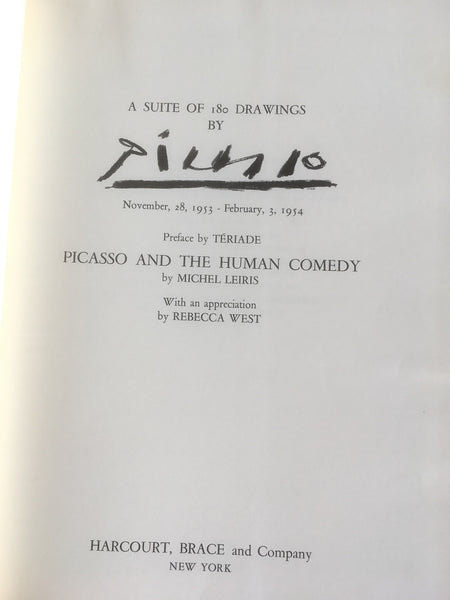 A SUITE OF 180 DRAWINGS
BY
Picasso
November, 28, 1953 - February, 3, 1954
Preface by TÉRIADE
PICASSO AND THE HUMAN COMEDY
by MICHEL LEIRIS
With an appreciation
by REBECCA WEST
HARCOURT, BRACE and Company
NEW YORK